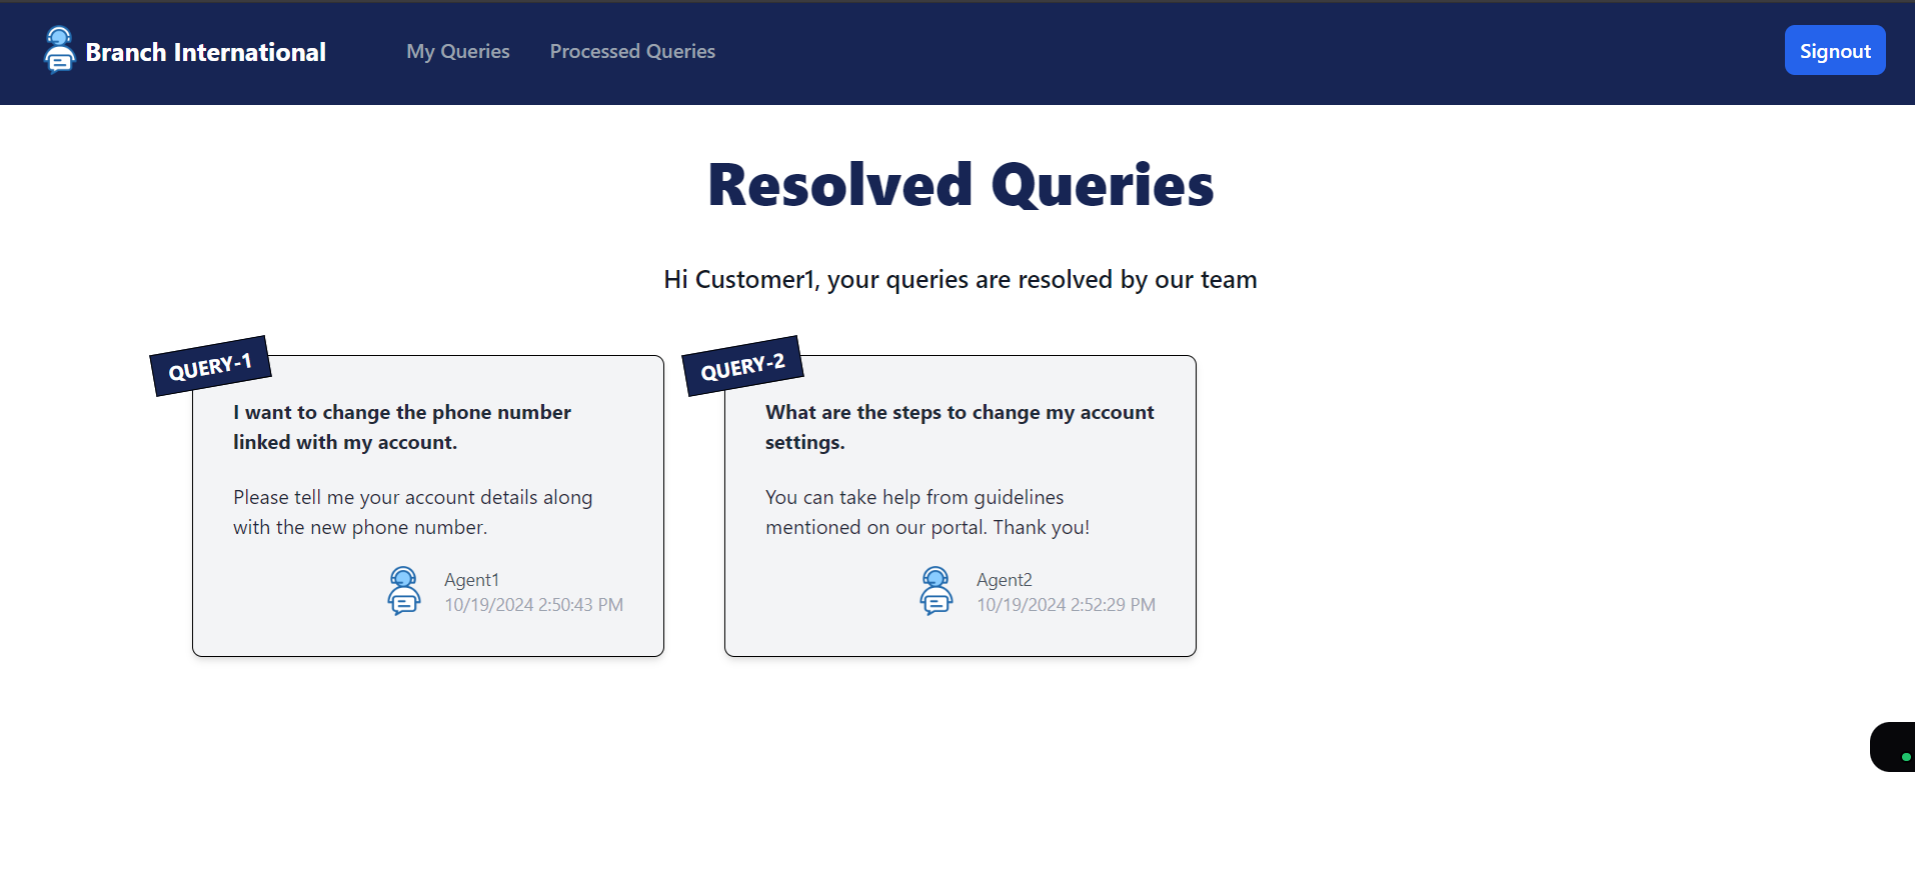 Branch International
My Queries
Processed Queries
Signout
Resolved Queries
Hi Customer1, your queries are resolved by our team
QUERY-1
I want to change the phone number
linked with my account.
Please tell me your account details along
with the new phone number.
Agent1
10/19/2024 2:50:43 PM
QUERY-2
What are the steps to change my account
settings.
You can take help from guidelines
mentioned on our portal. Thank you!
Agent2
10/19/2024 2:52:29 PM